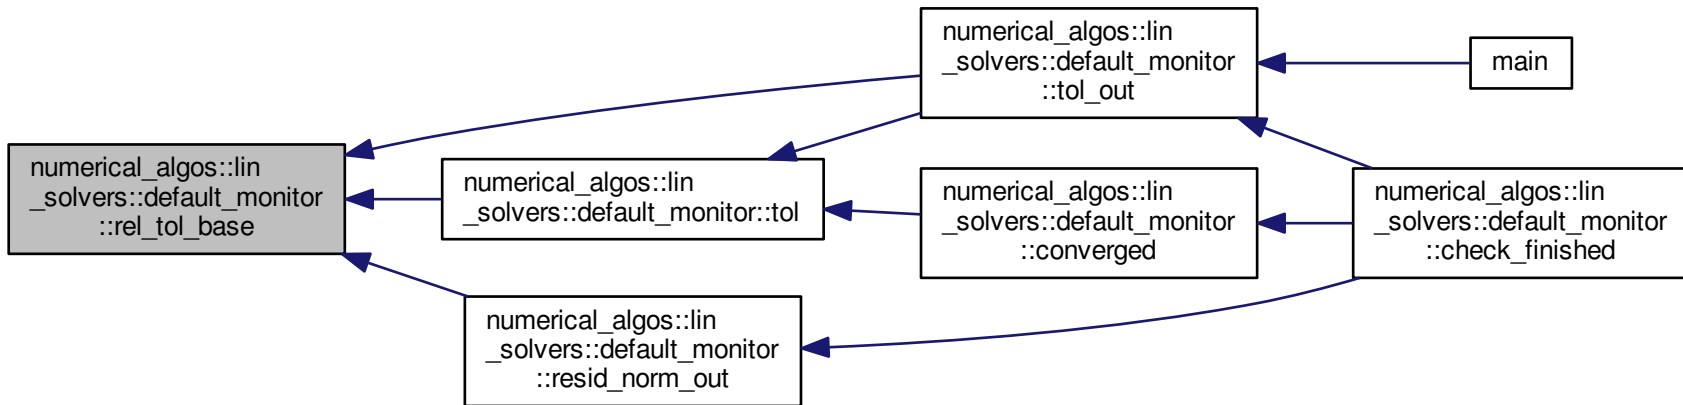 numerical_algos::lin
_solvers::default_monitor
::rel_tol_base
numerical_algos::lin
_solvers::default_monitor
::tol_out
main
numerical_algos::lin
_solvers::default_monitor::tol
numerical_algos::lin
_solvers::default_monitor
::converged
numerical_algos::lin
_solvers::default_monitor
::check_finished
numerical_algos::lin
_solvers::default_monitor
::resid_norm_out